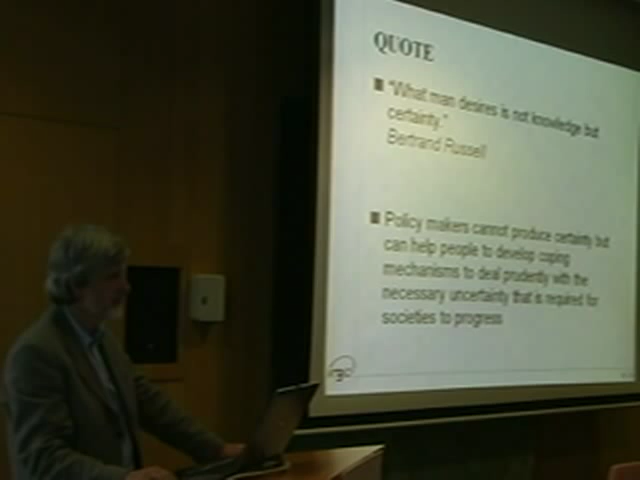 QUOTE
"What man desires is not knowledge but
certainty."
Bertrand Russell
Policy makers cannot produce certainty but
can help people to develop coping
mechanisms to deal prudently with the
necessary uncertainty that is required for
societies to progress